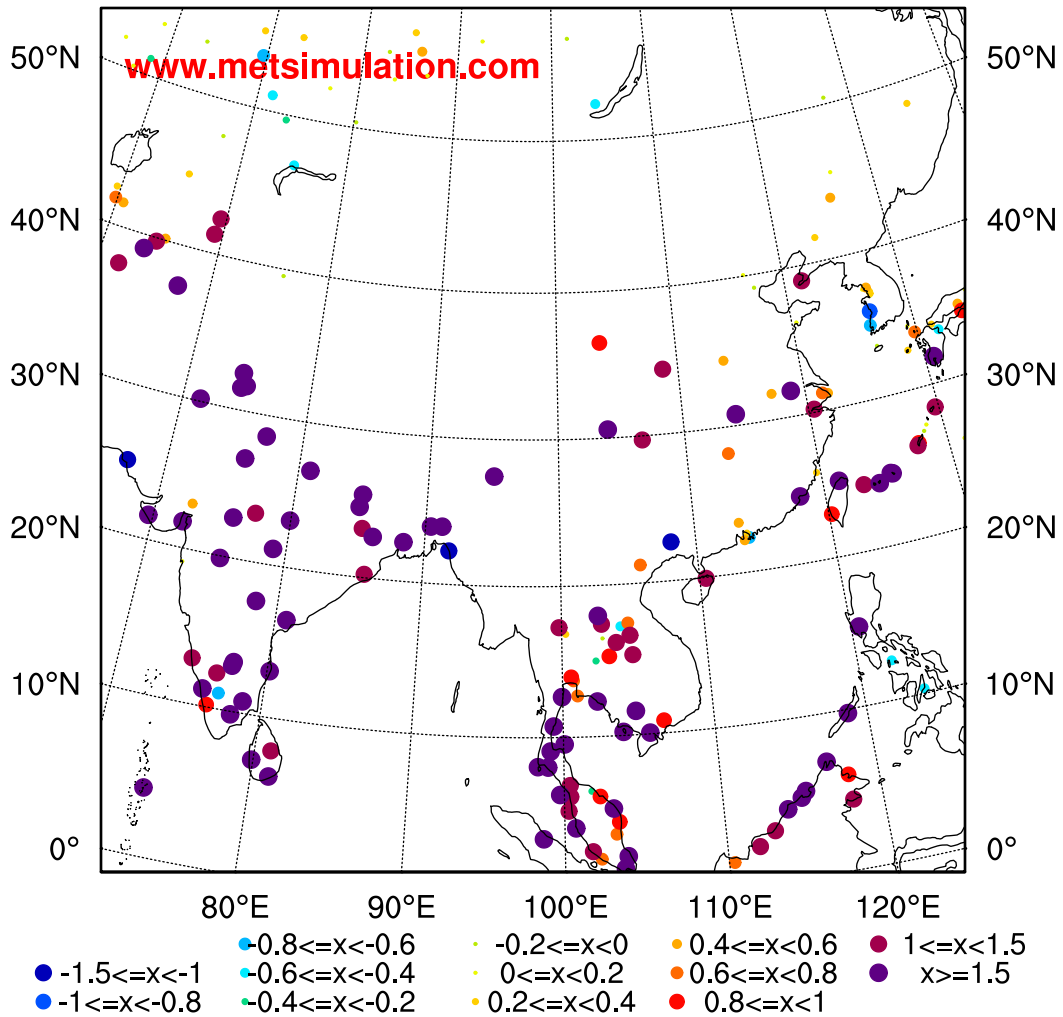 www.metsimulation.com
50°N
50°N
40°N
40°N
30°N
30°N
20°N
20°N
10°N
10°N
0°
0°
80°E
90°E
100°E
110°E
120°E
-0.8<=x<-0.6
-0.2<=x<0
0.4<=x<0.6
1<=x<1.5
-1.5<=x<-1
-0.6<=x<-0.4
0<=x<0.2
0.6<=x<0.8
x>=1.5
-1<=x<-0.8
-0.4<=x<-0.2
0.2<=x<0.4
0.8<=x<1